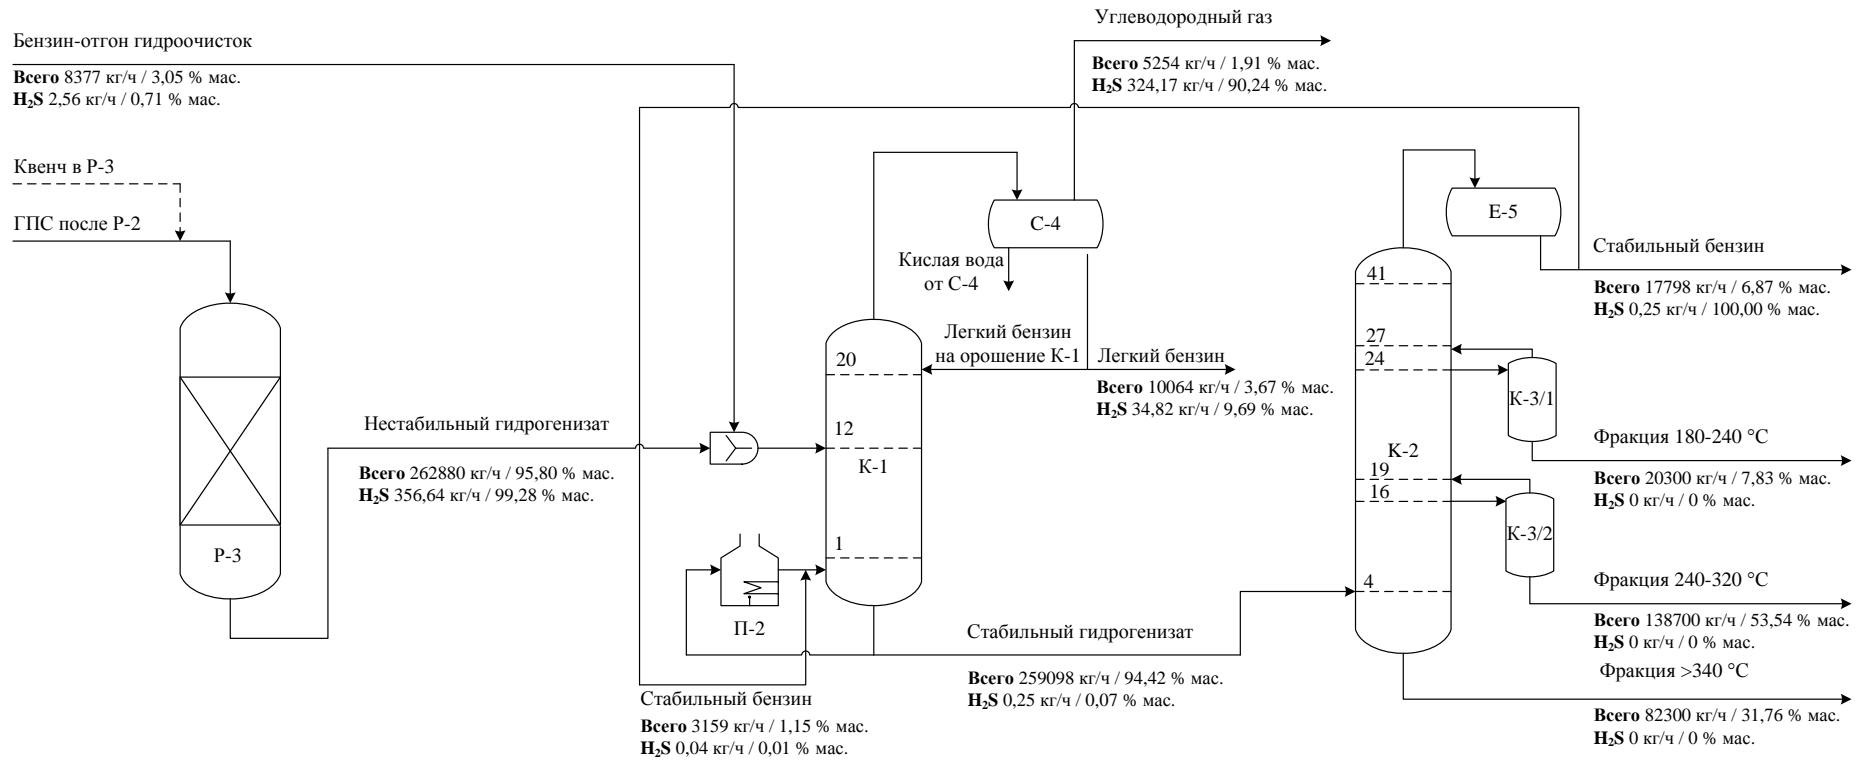 Углеводородный газ
Всего 5254 кг/ч / 1,91 % мас.
H₂S 324,17 кг/ч / 90,24 % мас.
Бензин-отгон гидроочисток
Всего 8377 кг/ч / 3,05 % мас.
H₂S 2,56 кг/ч / 0,71 % мас.
Квенч в Р-3
ГПС после Р-2
Р-3
Нестабильный гидрогенизат
Всего 262880 кг/ч / 95,80 % мас.
H₂S 356,64 кг/ч / 99,28 % мас.
С-4
Кислая вода
от С-4
Легкий бензин
на орошение К-1
Легкий бензин
Всего 10064 кг/ч / 3,67 % мас.
H₂S 34,82 кг/ч / 9,69 % мас.
20
12
К-1
1
П-2
Стабильный бензин
Всего 3159 кг/ч / 1,15 % мас.
H₂S 0,04 кг/ч / 0,01 % мас.
Стабильный гидрогенизат
Всего 259098 кг/ч / 94,42 % мас.
H₂S 0,25 кг/ч / 0,07 % мас.
Е-5
Стабильный бензин
Всего 17798 кг/ч / 6,87 % мас.
H₂S 0,25 кг/ч / 100,00 % мас.
41
27
24
К-2
19
16
4
К-3/1
Фракция 180-240 °С
Всего 20300 кг/ч / 7,83 % мас.
H₂S 0 кг/ч / 0 % мас.
К-3/2
Фракция 240-320 °С
Всего 138700 кг/ч / 53,54 % мас.
H₂S 0 кг/ч / 0 % мас.
Фракция >340 °С
Всего 82300 кг/ч / 31,76 % мас.
H₂S 0 кг/ч / 0 % мас.